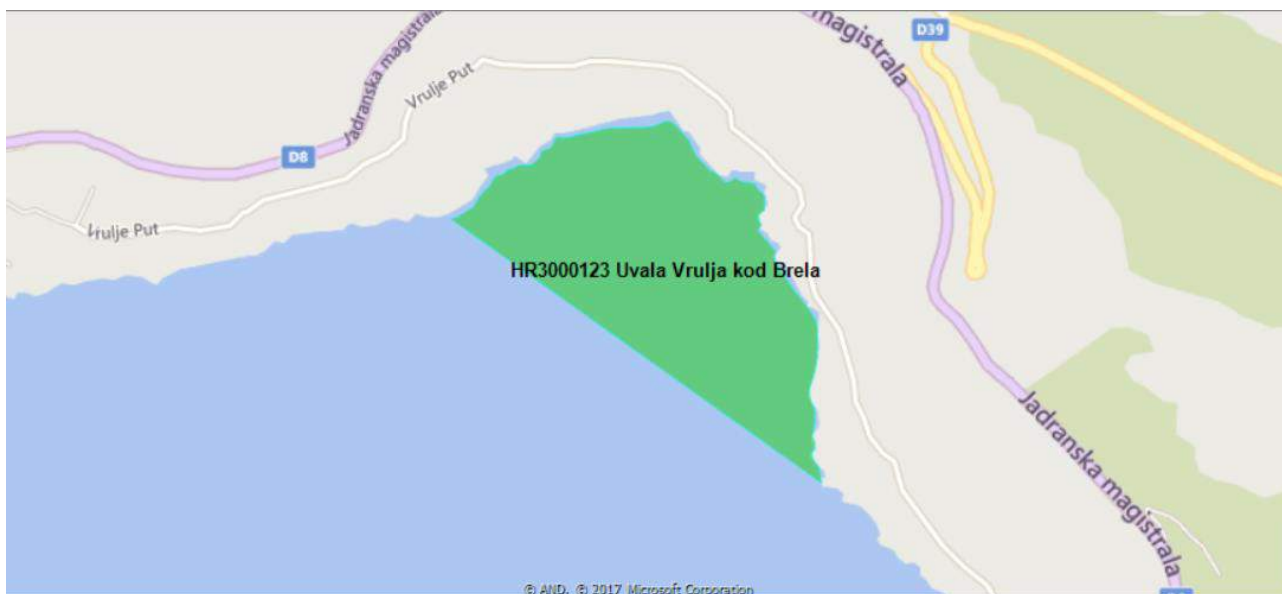 Jadranska magistrala
magistrala
D39
Vrulje Put
D8
Vrulje Put
HR3000123 Uvala Vrulja kod Brela
Jadranska magistrala
© AND, © 2017 Microsoft Corporation